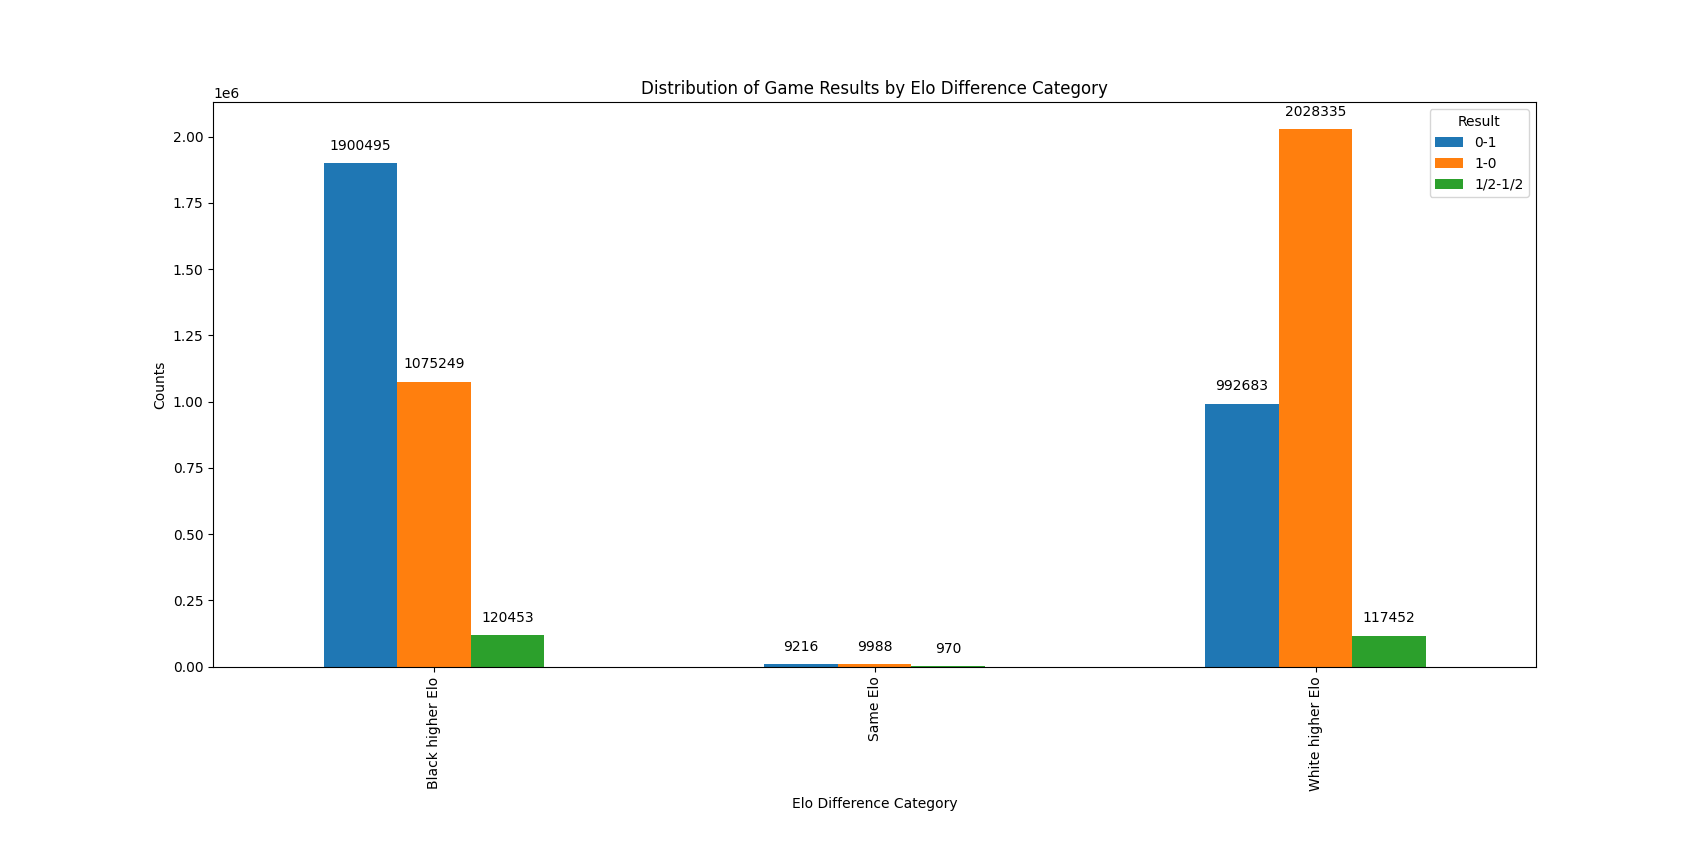 Distribution of Game Results by Elo Difference Category
1e6
2.00
1.75
1.50
1.25
1.00
0.75
0.50
0.25
0.00
Counts
1900495
1075249
120453
9216
9988
970
992683
2028335
117452
Result
0-1
1-0
1/2-1/2
Black higher Elo
Same Elo
White higher Elo
Elo Difference Category